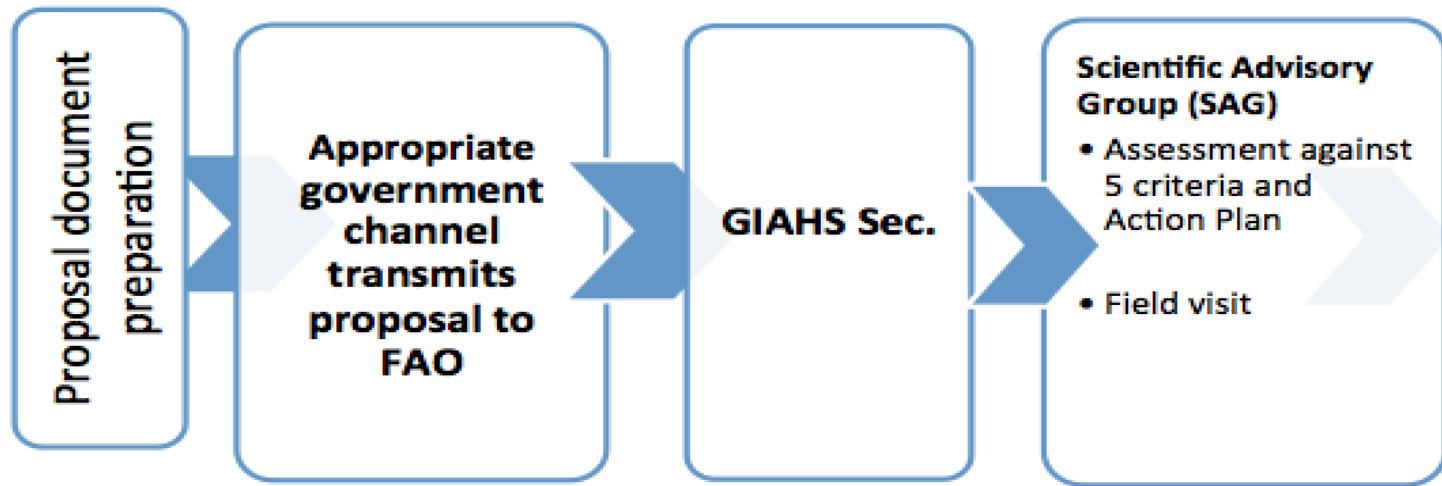 Proposal document
preparation
Appropriate
government
channel
transmits
proposal to
FAO
GIAHS Sec.
Scientific Advisory
Group (SAG)
• Assessment against
5 criteria and
Action Plan
• Field visit